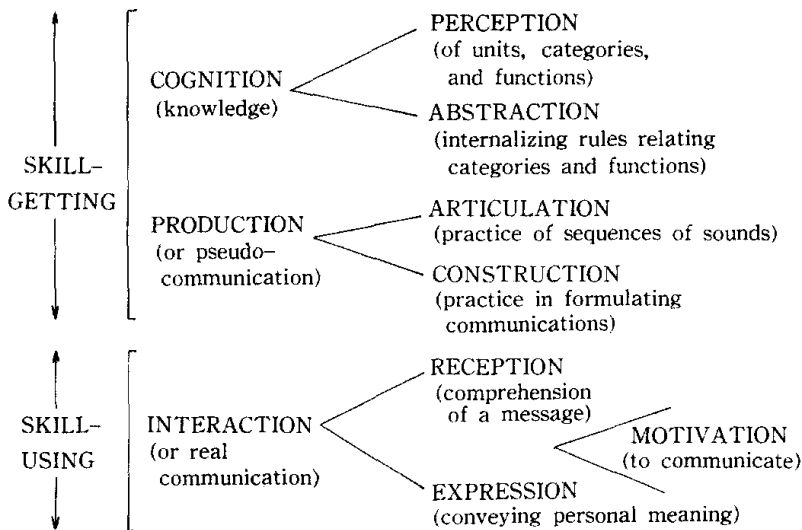 PERCEPTION
(of units, categories,
and functions)
COGNITION
(knowledge)
ABSTRACTION
(internalizing rules relating
categories and functions)
SKILL-
GETTING
PRODUCTION
(or pseudo-
communication)
ARTICULATION
(practice of sequences of sounds)
CONSTRUCTION
(practice in formulating
communications)
RECEPTION
(comprehension
of a message)
SKILL-
USING
INTERACTION
(or real
communication)
MOTIVATION
(to communicate)
EXPRESSION
(conveying personal meaning)